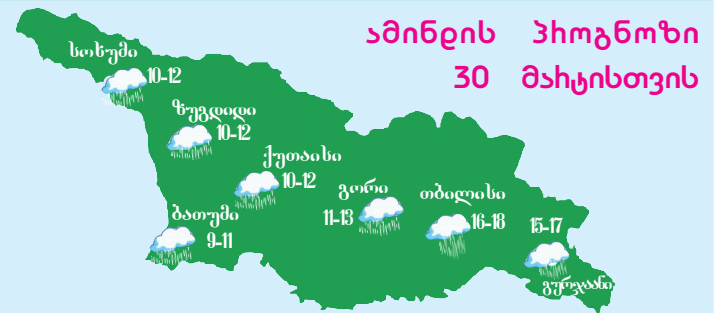 ამინდის პროგნოზი
30 მარტისთვის
სოხუმი
10-12
ზუგდიდი
10-12
ქუთაისი
10-12
გორი
11-13
თბილისი
16-18
15-17
გურჯაანი
ბათუმი
9-11